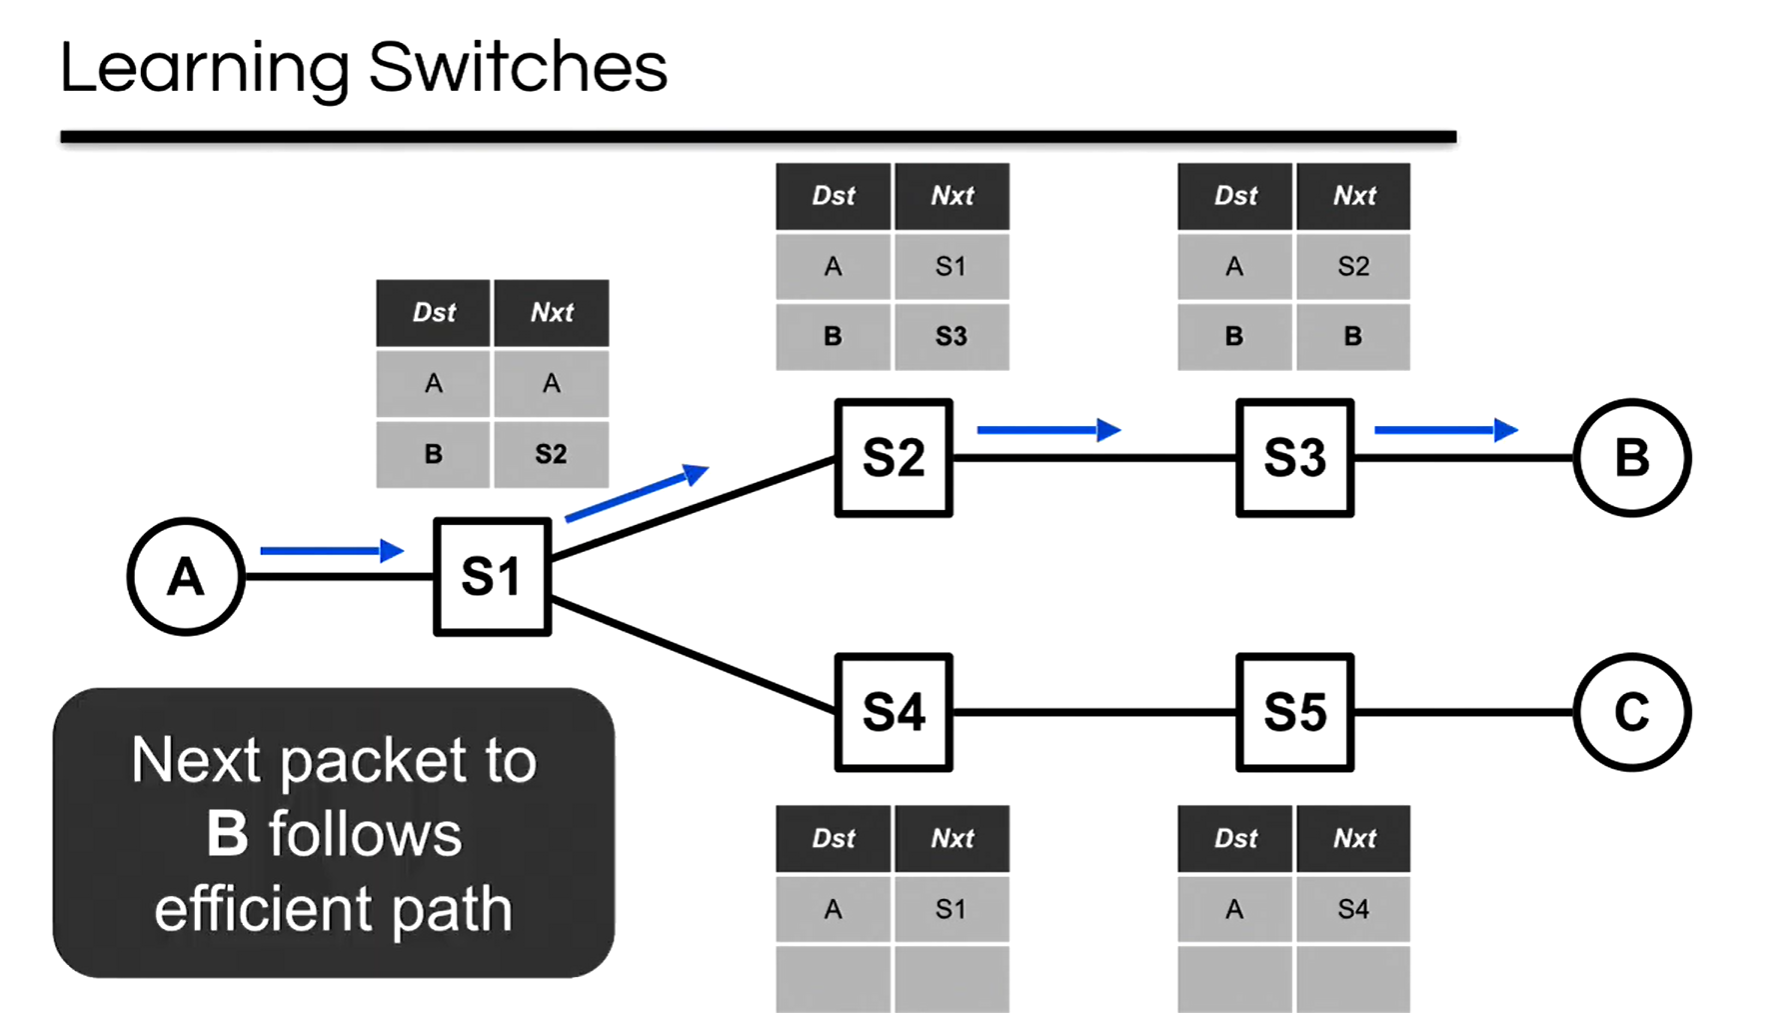 Learning Switches
Dst Nxt
A S1
B S3
Dst Nxt
A S2
B B
Dst Nxt
A A
B S2
S2
S3
B
A
S1
S4
S5
C
Next packet to
B follows
efficient path
Dst Nxt
A S1
Dst Nxt
A S4